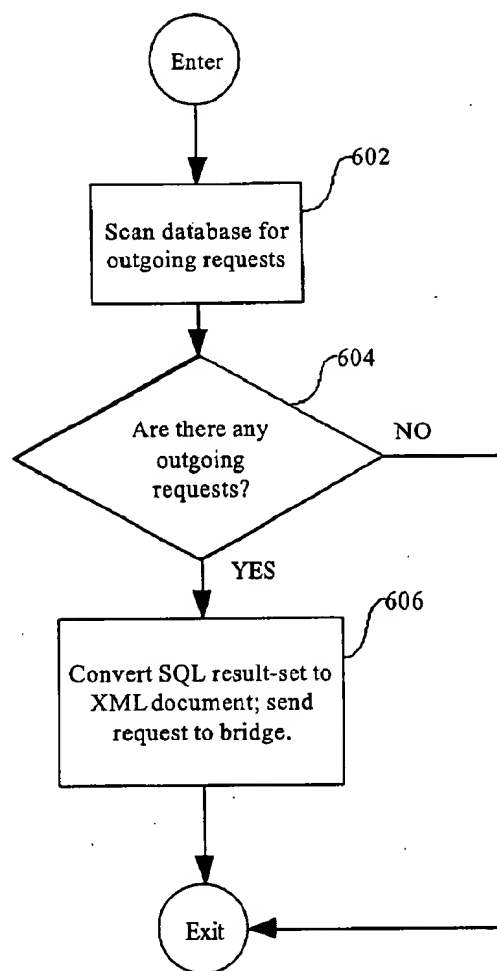 Enter
602
Scan database for
outgoing requests
604
Are there any
outgoing
requests?
NO
YES
606
Convert SQL result-set to
XML document; send
request to bridge.
Exit